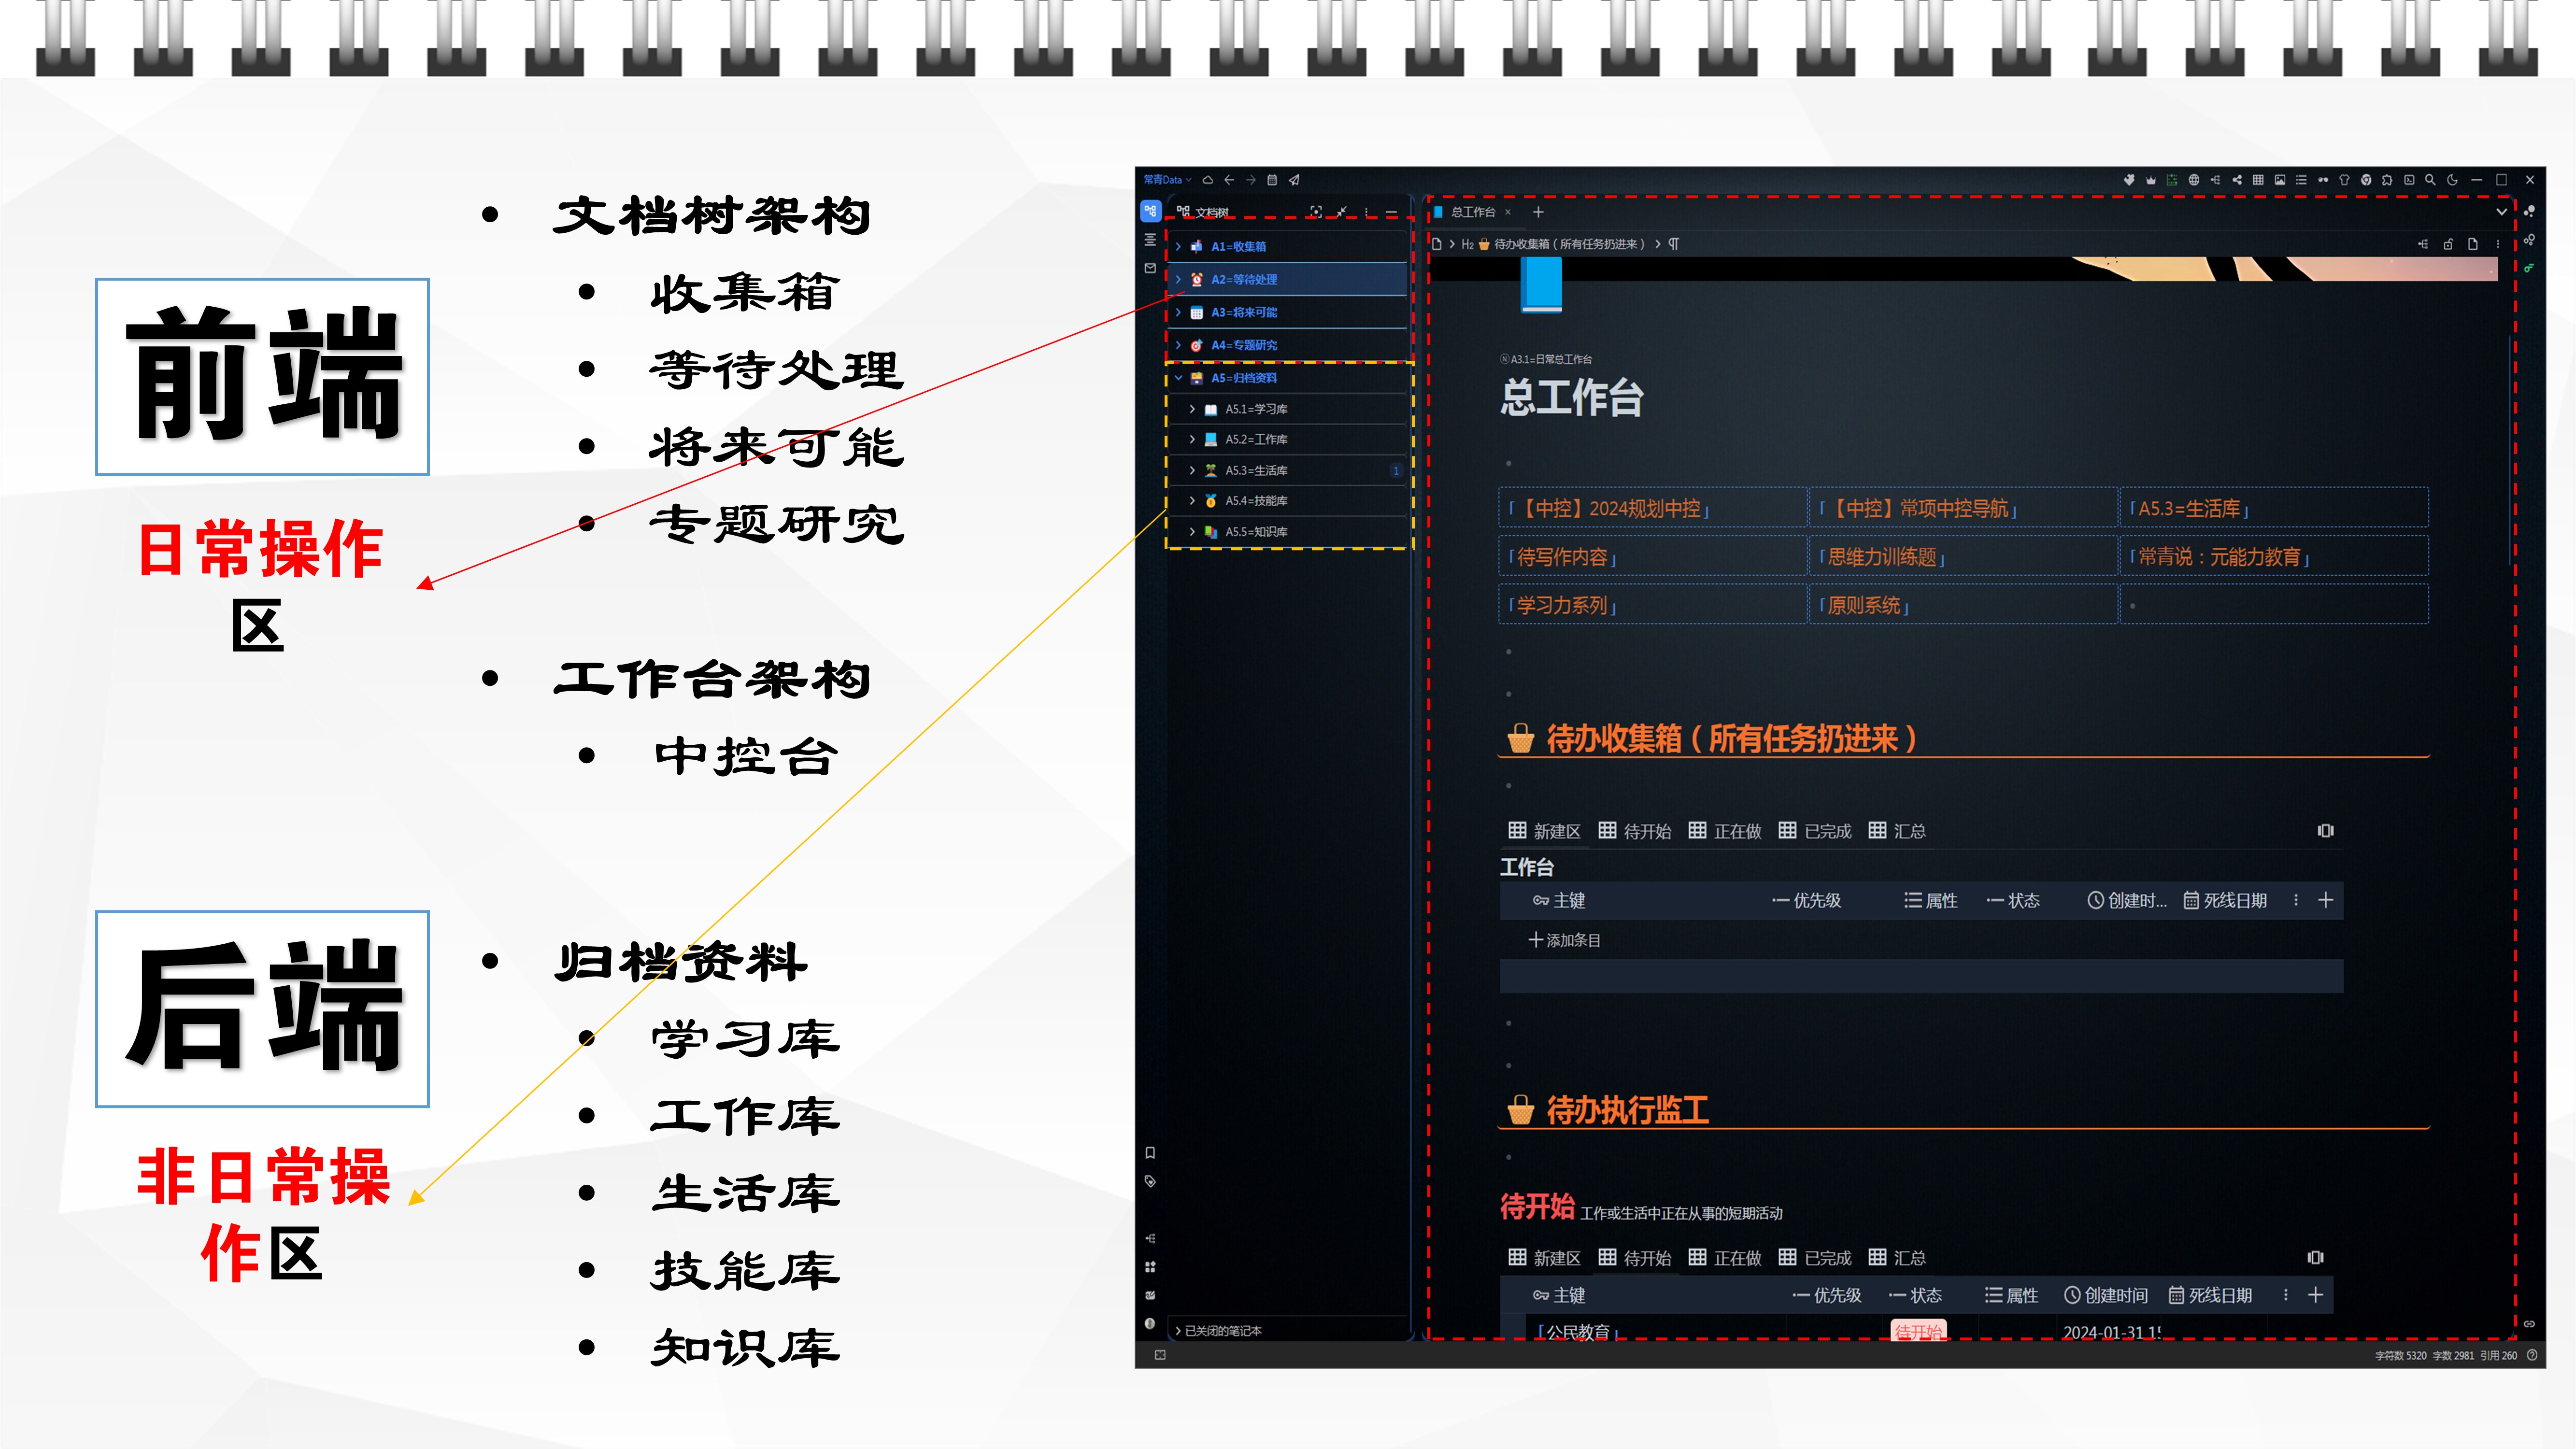 前端
日常操作
区
• 文档树架构
• 收集箱
• 等待处理
• 将来可能
• 专题研究
• 工作台架构
• 中控台
后端
非日常操
作区
• 归档资料
• 学习库
• 工作库
• 生活库
• 技能库
• 知识库
常青Data
文档树
A1=收集箱
A2=等待处理
A3=将来可能
A4=专题研究
A5=归档资料
A5.1=学习库
A5.2=工作库
A5.3=生活库 1
A5.4=技能库
A5.5=知识库
已关闭的笔记本
总工作台
H2 待办收集箱（所有任务扔进来）
A3.1=日常总工作台
总工作台
「【中控】2024规划中控」 「【中控】常项中控导航」 「A5.3=生活库」
「待写作内容」 「思维力训练题」 「常青说：元能力教育」
「学习力系列」 「原则系统」
待办收集箱（所有任务扔进来）
新建区 待开始 正在做 已完成 汇总
工作台
主键 优先级 属性 状态 创建时... 死线日期
添加条目
待办执行监工
待开始 工作或生活中正在从事的短期活动
新建区 待开始 正在做 已完成 汇总
主键 优先级 状态 属性 创建时间 死线日期
「公民教育」 待开始 2024-01-31 15
字符数 5320 字数 2981 引用 260